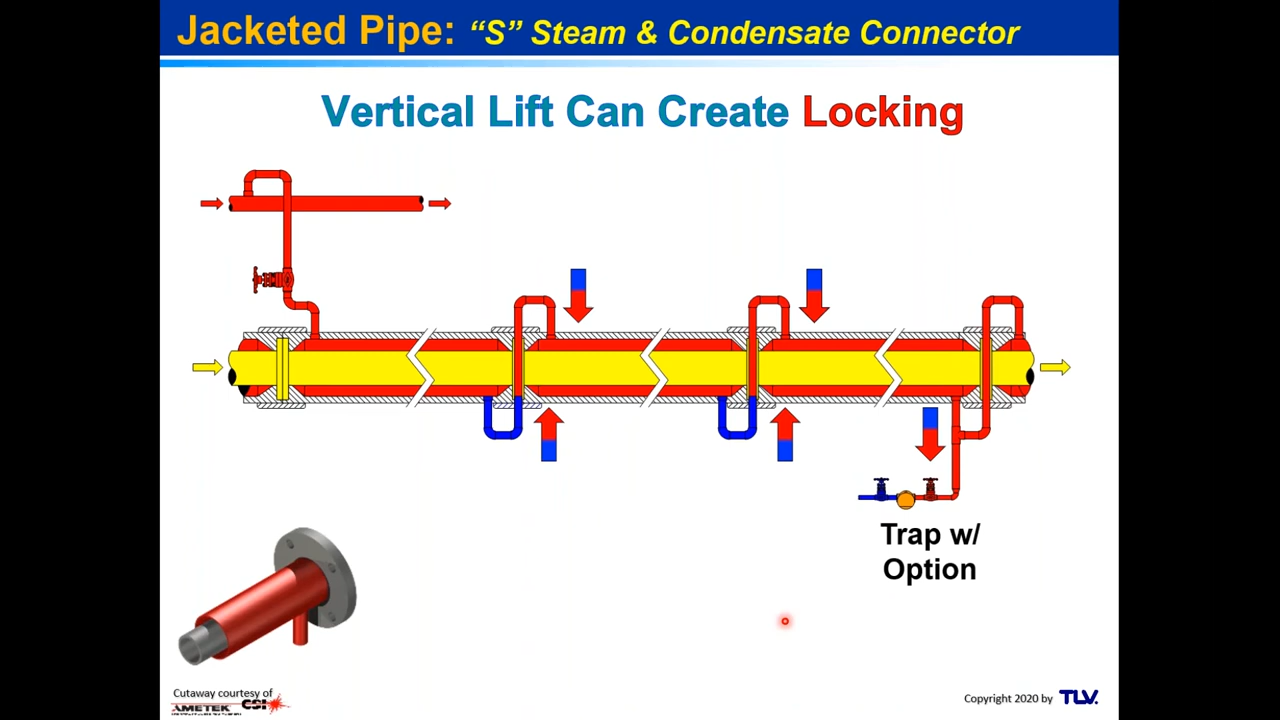 Jacketed Pipe: “S” Steam & Condensate Connector
Vertical Lift Can Create Locking
Trap w/
Option
Cutaway courtesy of
AMETEK CSI
Copyright 2020 by TLV.